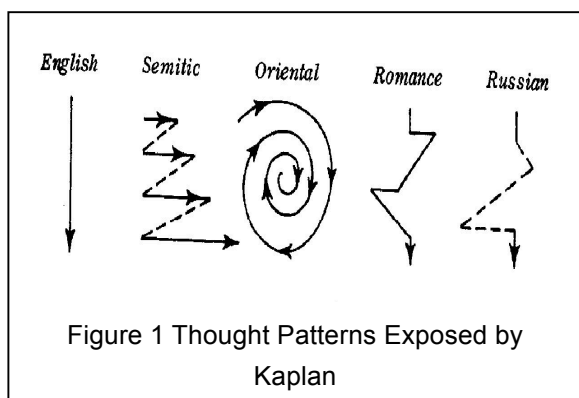 English Semitic Oriental Romance Russian
Figure 1 Thought Patterns Exposed by
Kaplan